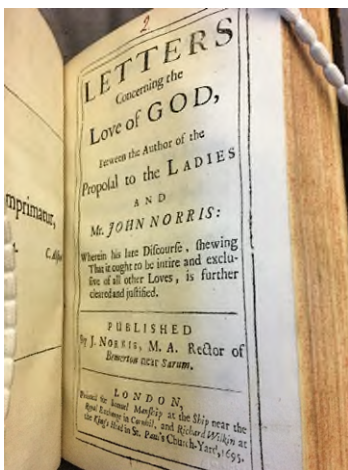 2
LETTERS
Concerning the
Love of GOD,
Between the Author of the
Proposal to the LADIES
AND
Mr. JOHN NORRIS:
Wherein his late Discourse, shewing
That it ought to be intire and exclu-
sive of all other Loves, is further
cleared and justified.
PUBLISHED
By J. NORRIS, M. A. Rector of
Bemerton near Sarum.
LONDON,
Printed for Samuel Manship at the Ship near the
Royal Exchange in Cornhill, and Richard Wilkin at
the King's Head in St. Paul's Church-Yard, 1695.
mprimatur,